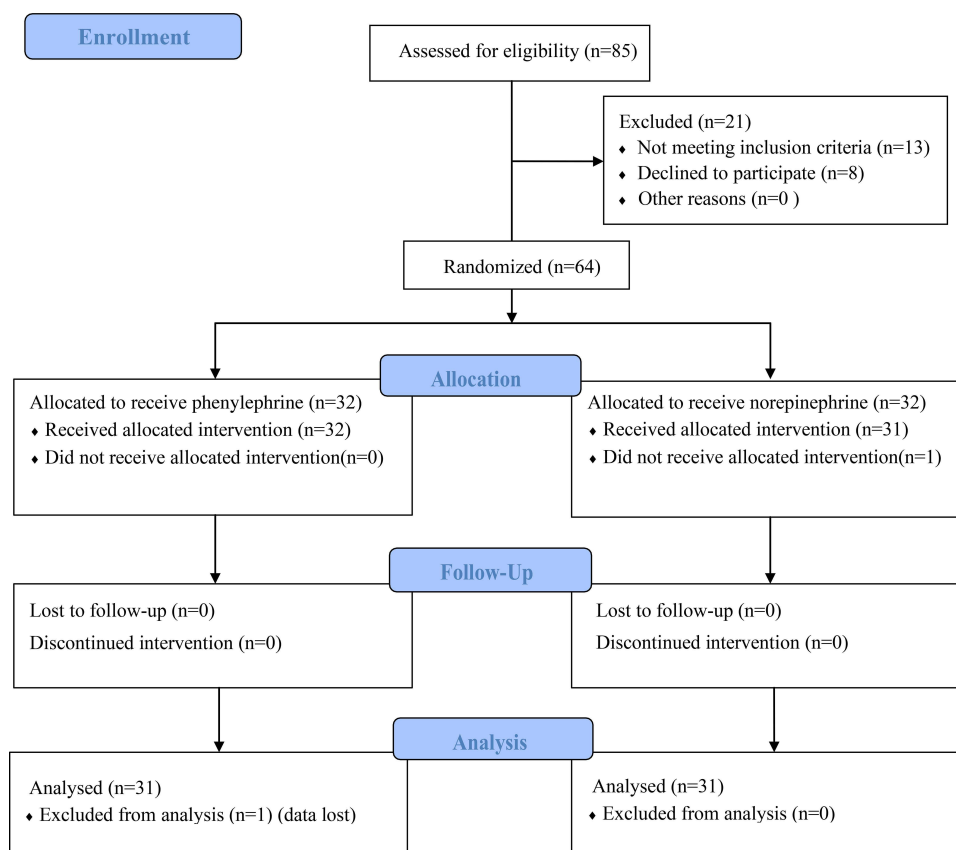 Enrollment
Assessed for eligibility (n=85)
Excluded (n=21)
♦ Not meeting inclusion criteria (n=13)
♦ Declined to participate (n=8)
♦ Other reasons (n=0 )
Randomized (n=64)
Allocation
Allocated to receive phenylephrine (n=32)
♦ Received allocated intervention (n=32)
♦ Did not receive allocated intervention(n=0)
Allocated to receive norepinephrine (n=32)
♦ Received allocated intervention (n=31)
♦ Did not receive allocated intervention(n=1)
Follow-Up
Lost to follow-up (n=0)
Discontinued intervention (n=0)
Lost to follow-up (n=0)
Discontinued intervention (n=0)
Analysis
Analysed (n=31)
♦ Excluded from analysis (n=1) (data lost)
Analysed (n=31)
♦ Excluded from analysis (n=0)